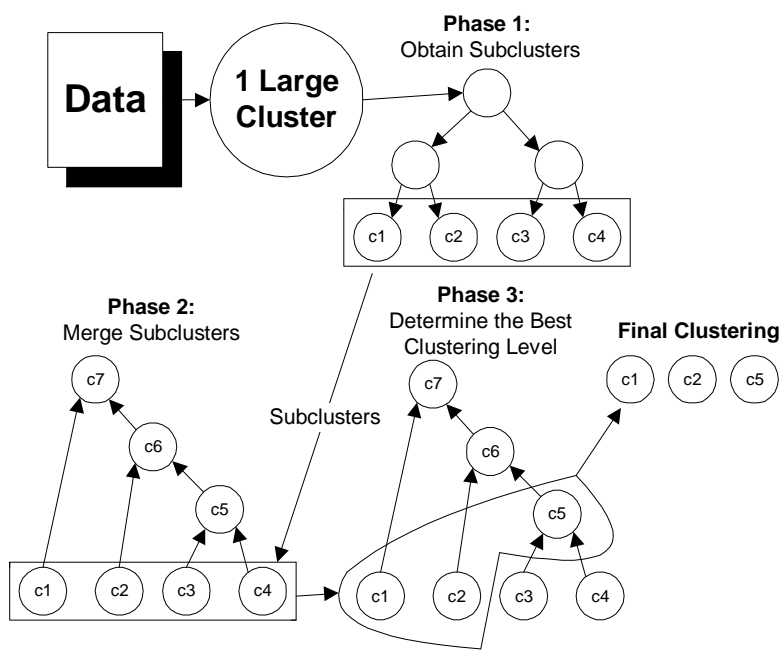 Data
1 Large
Cluster
Phase 1:
Obtain Subclusters
c1
c2
c3
c4
Phase 2:
Merge Subclusters
c7
c6
c5
c1
c2
c3
c4
Subclusters
Phase 3:
Determine the Best
Clustering Level
c7
c6
c5
c1
c2
c3
c4
Final Clustering
c1
c2
c5